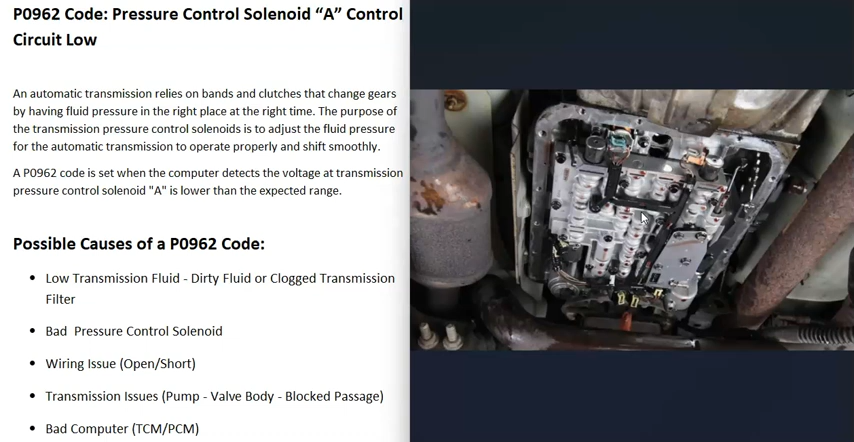 P0962 Code: Pressure Control Solenoid “A” Control
Circuit Low
An automatic transmission relies on bands and clutches that change gears
by having fluid pressure in the right place at the right time. The purpose of
the transmission pressure control solenoids is to adjust the fluid pressure
for the automatic transmission to operate properly and shift smoothly.
A P0962 code is set when the computer detects the voltage at transmission
pressure control solenoid "A" is lower than the expected range.
Possible Causes of a P0962 Code:
• Low Transmission Fluid - Dirty Fluid or Clogged Transmission
Filter
• Bad  Pressure Control Solenoid
• Wiring Issue (Open/Short)
• Transmission Issues (Pump - Valve Body - Blocked Passage)
• Bad Computer (TCM/PCM)